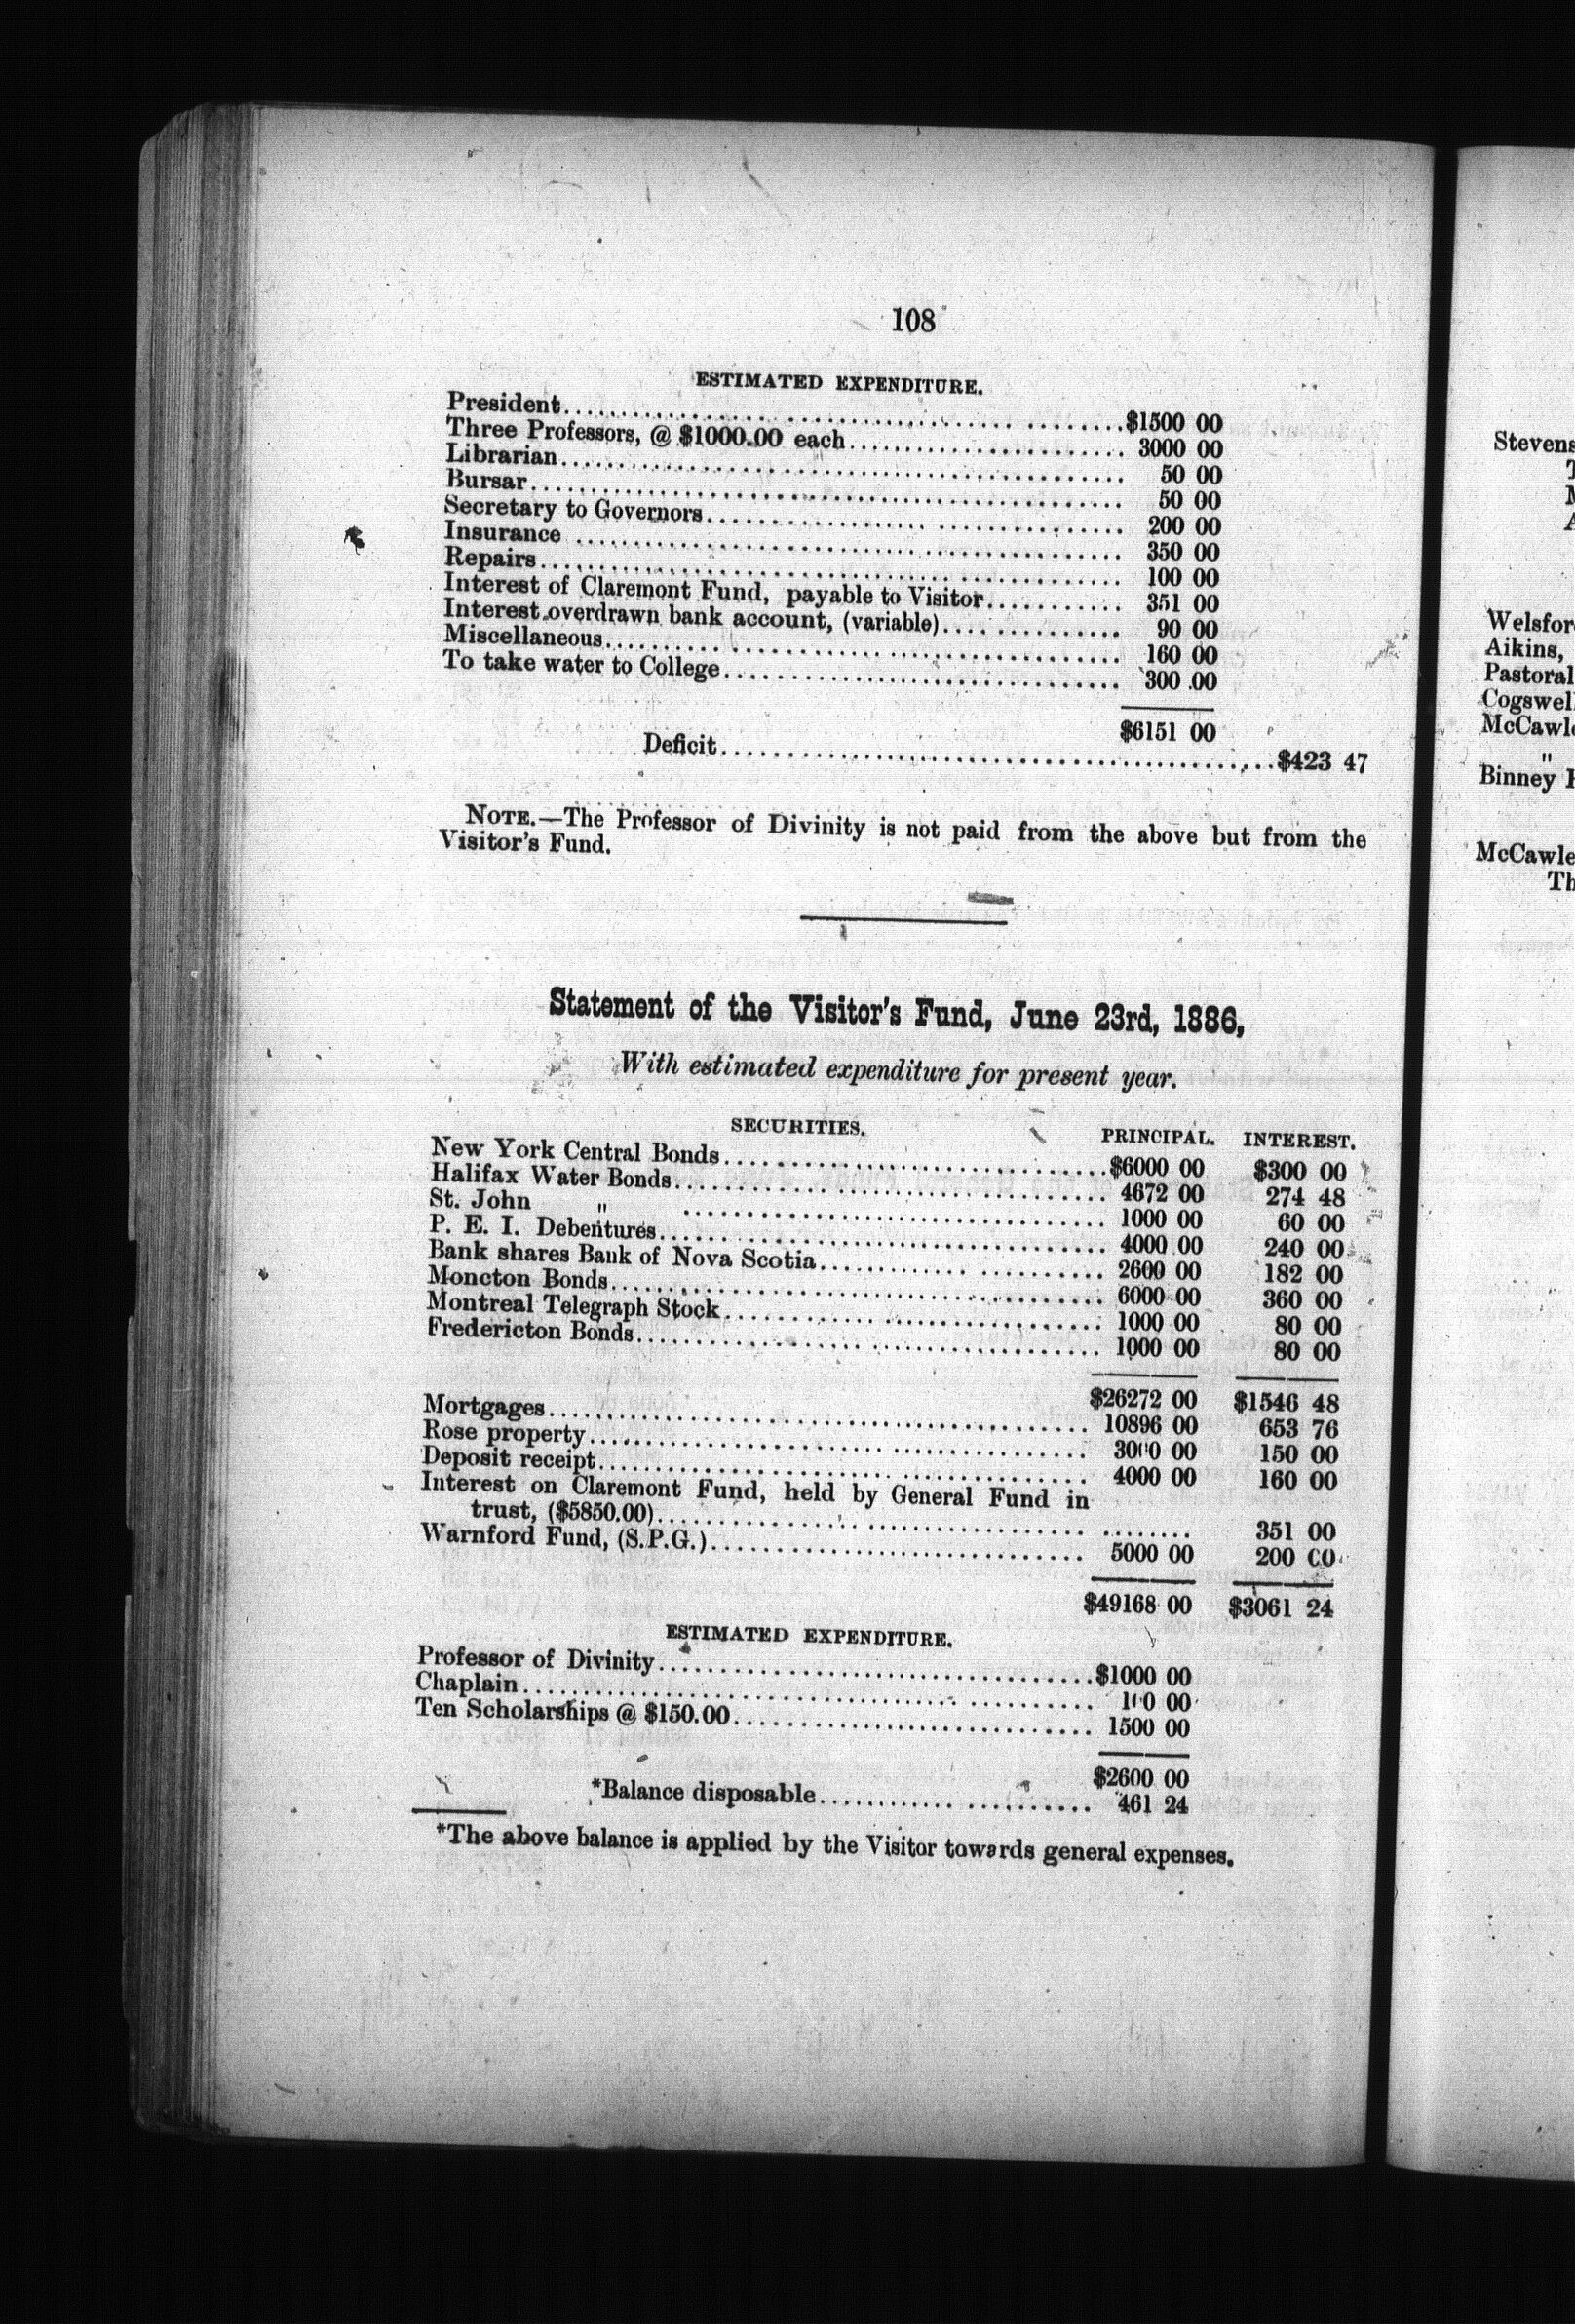 108
ESTIMATED EXPENDITURE.
President........................................$1500 00
Three Professors, @ $1000.00 each........................ 3000 00
Librarian........................................ 50 00
Bursar........................................ 50 00
Secretary to Governors........................................ 200 00
Insurance ........................................ 350 00
Repairs........................................ 100 00
Interest of Claremont Fund, payable to Visitor............ 351 00
Interest overdrawn bank account, (variable)............... 90 00
Miscellaneous........................................ 160 00
To take water to College................................ 300 00
$6151 00
Deficit........................................$423 47
NOTE.—The Professor of Divinity is not paid from the above but from the
Visitor's Fund.
Statement of the Visitor's Fund, June 23rd, 1886,
With estimated expenditure for present year.
SECURITIES. PRINCIPAL. INTEREST.
New York Central Bonds................................$6000 00 $300 00
Halifax Water Bonds................................ 4672 00 274 48
St. John " ................................ 1000 00 60 00
P. E. I. Debentures................................ 4000 00 240 00
Bank shares Bank of Nova Scotia........................ 2600 00 182 00
Moncton Bonds................................ 6000 00 360 00
Montreal Telegraph Stock................................ 1000 00 80 00
Fredericton Bonds................................ 1000 00 80 00
$26272 00 $1546 48
Mortgages........................................ 10896 00 653 76
Rose property........................................ 3000 00 150 00
Deposit receipt........................................ 4000 00 160 00
Interest on Claremont Fund, held by General Fund in
trust, ($5850.00)................................ ........ 351 00
Warnford Fund, (S.P.G.)................................ 5000 00 200 00
$49168 00 $3061 24
ESTIMATED EXPENDITURE.
Professor of Divinity................................$1000 00
Chaplain........................................ 100 00
Ten Scholarships @ $150.00................................ 1500 00
$2600 00
*Balance disposable........................ 461 24
*The above balance is applied by the Visitor towards general expenses.
Stevens
Aikins,
Pastoral
"